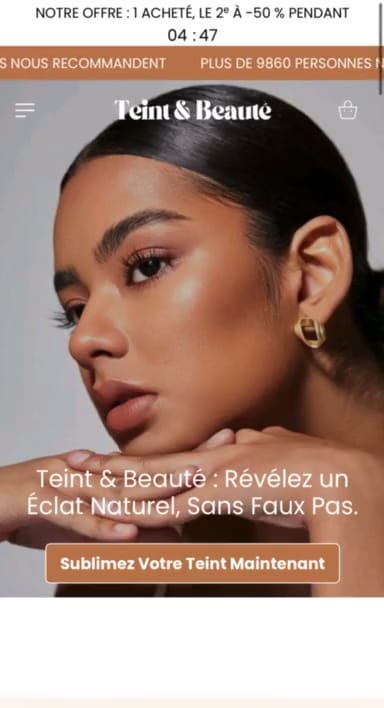 NOTRE OFFRE : 1 ACHETÉ, LE 2ᵉ À -50 % PENDANT
04 : 47
NOUS RECOMMANDENT PLUS DE 9860 PERSONNES
Teint & Beauté
Teint & Beauté : Révélez un
Éclat Naturel, Sans Faux Pas.
Sublimez Votre Teint Maintenant